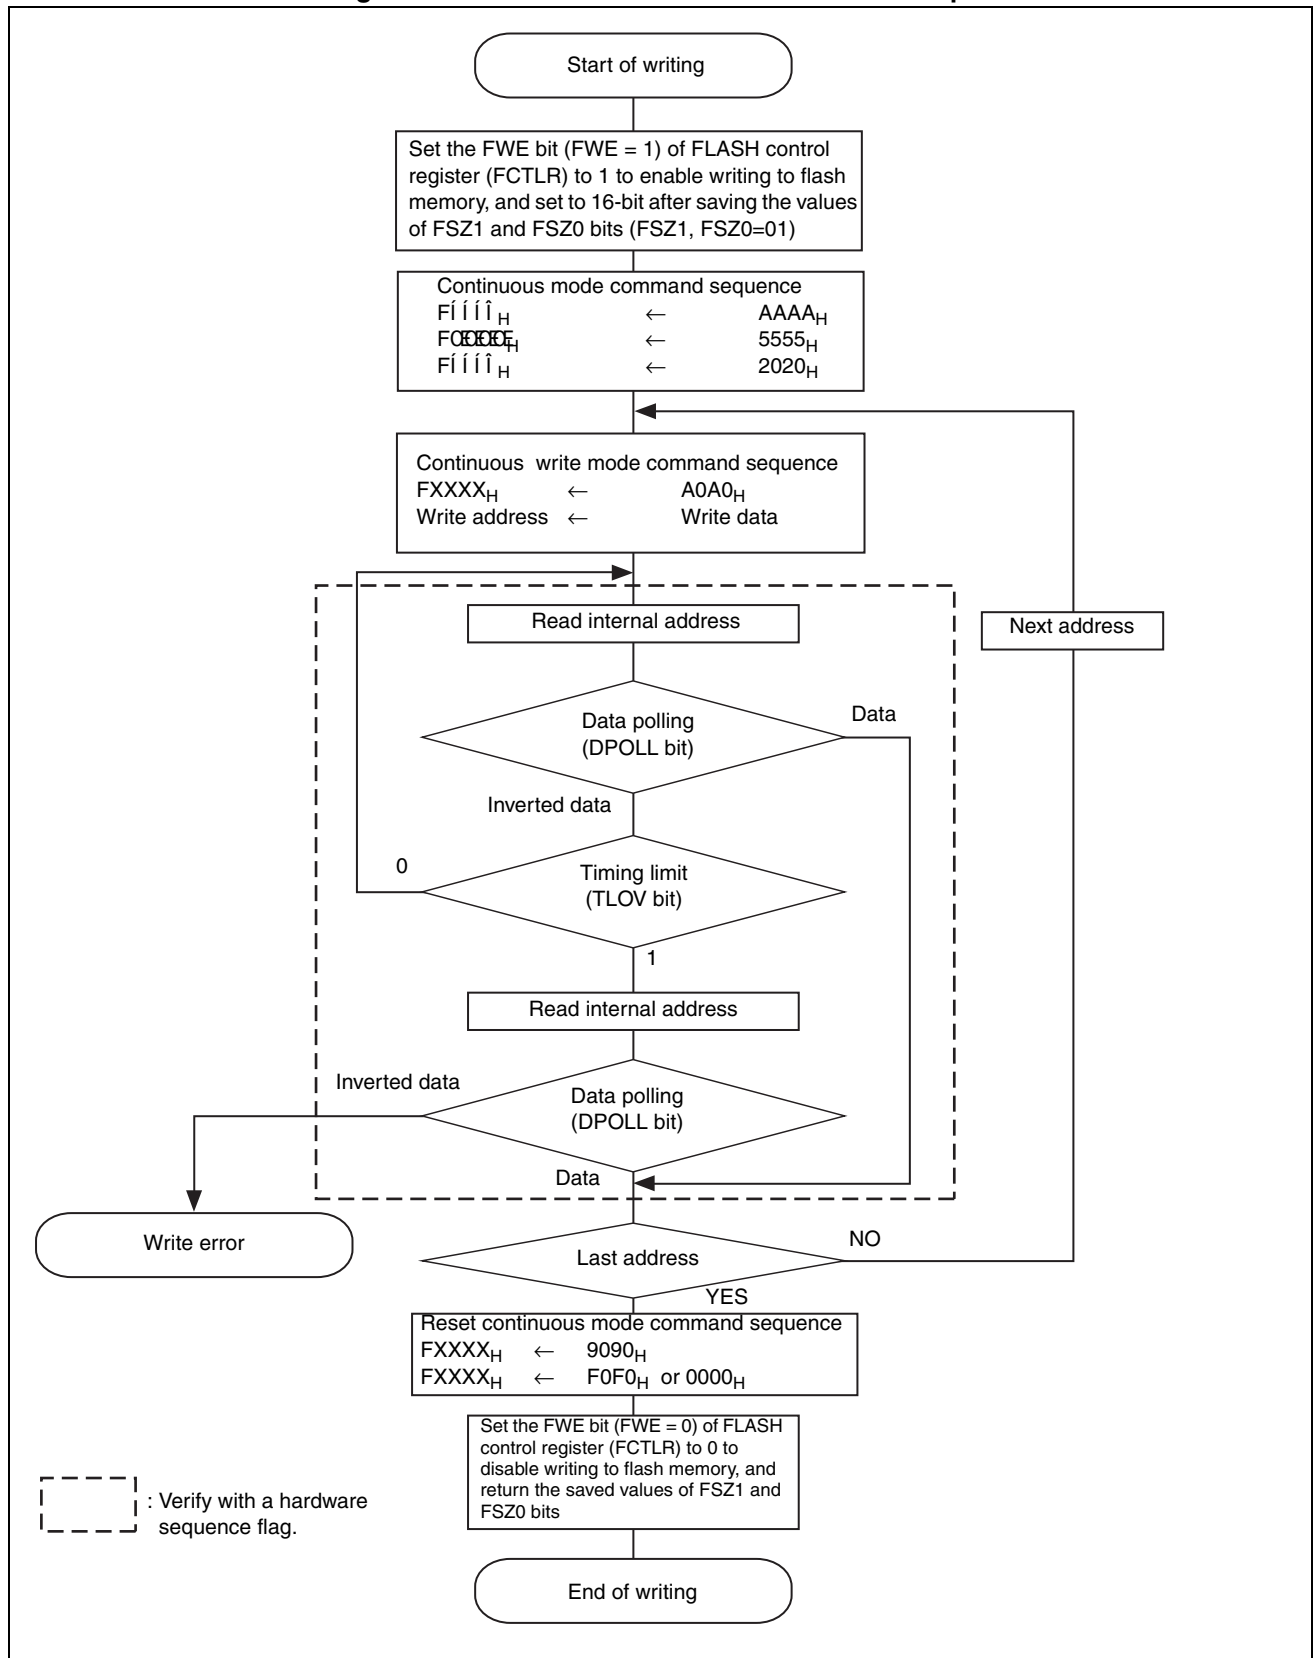 Start of writing
Set the FWE bit (FWE = 1) of FLASH control
register (FCTLR) to 1 to enable writing to flash
memory, and set to 16-bit after saving the values
of FSZ1 and FSZ0 bits (FSZ1, FSZ0=01)
Continuous mode command sequence
FÍ Í Í Î H ← AAAAH
← 5555H
FÍ Í Í Î H ← 2020H
Continuous write mode command sequence
FXXXXH ← A0A0H
Write address ← Write data
Read internal address
Next address
Data polling
(DPOLL bit)
Data
Inverted data
0
Timing limit
(TLOV bit)
1
Read internal address
Inverted data
Data polling
(DPOLL bit)
Data
Write error
Last address
NO
YES
Reset continuous mode command sequence
FXXXXH ← 9090H
FXXXXH ← F0F0H or 0000H
Set the FWE bit (FWE = 0) of FLASH
control register (FCTLR) to 0 to
disable writing to flash memory, and
return the saved values of FSZ1 and
FSZ0 bits
: Verify with a hardware
sequence flag.
End of writing